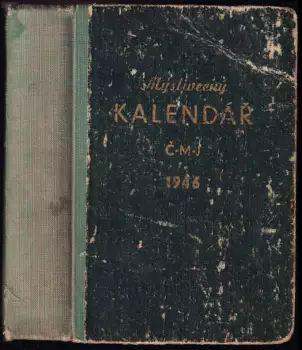 Myslivecký
KALENDÁŘ
Č·M·J
1946